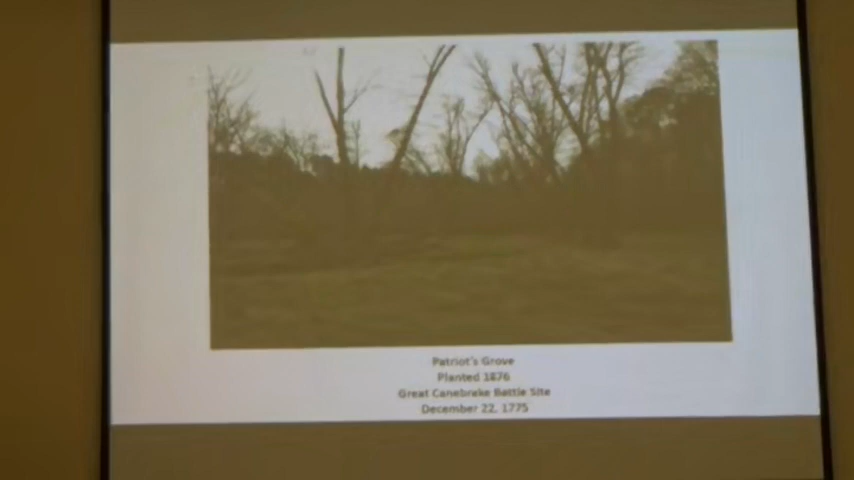 Patriot's Grove
Planted 1876
Great Canebrake Battle Site
December 22, 1775